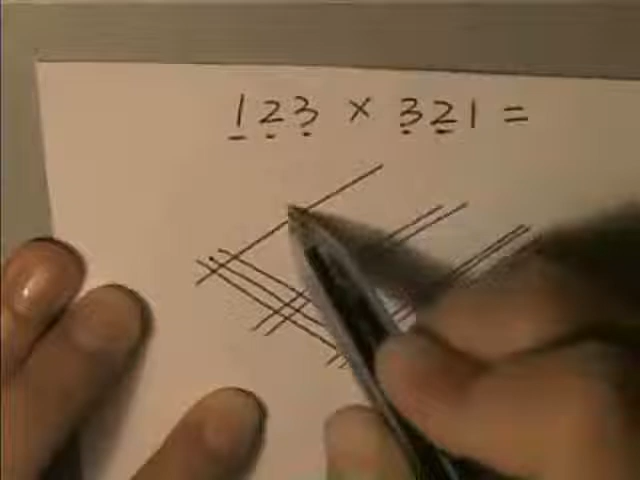 123 × 321 =